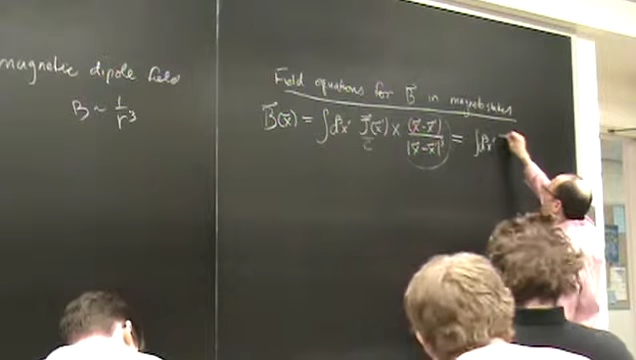 magnetic dipole field
B ~ 1/r³
Field equations for B⃗ in magnetostatics
B⃗(x⃗) = ∫d³x' J⃗(x⃗')/c × (x⃗-x⃗')/|x⃗-x⃗'|³ = ∫d³x'